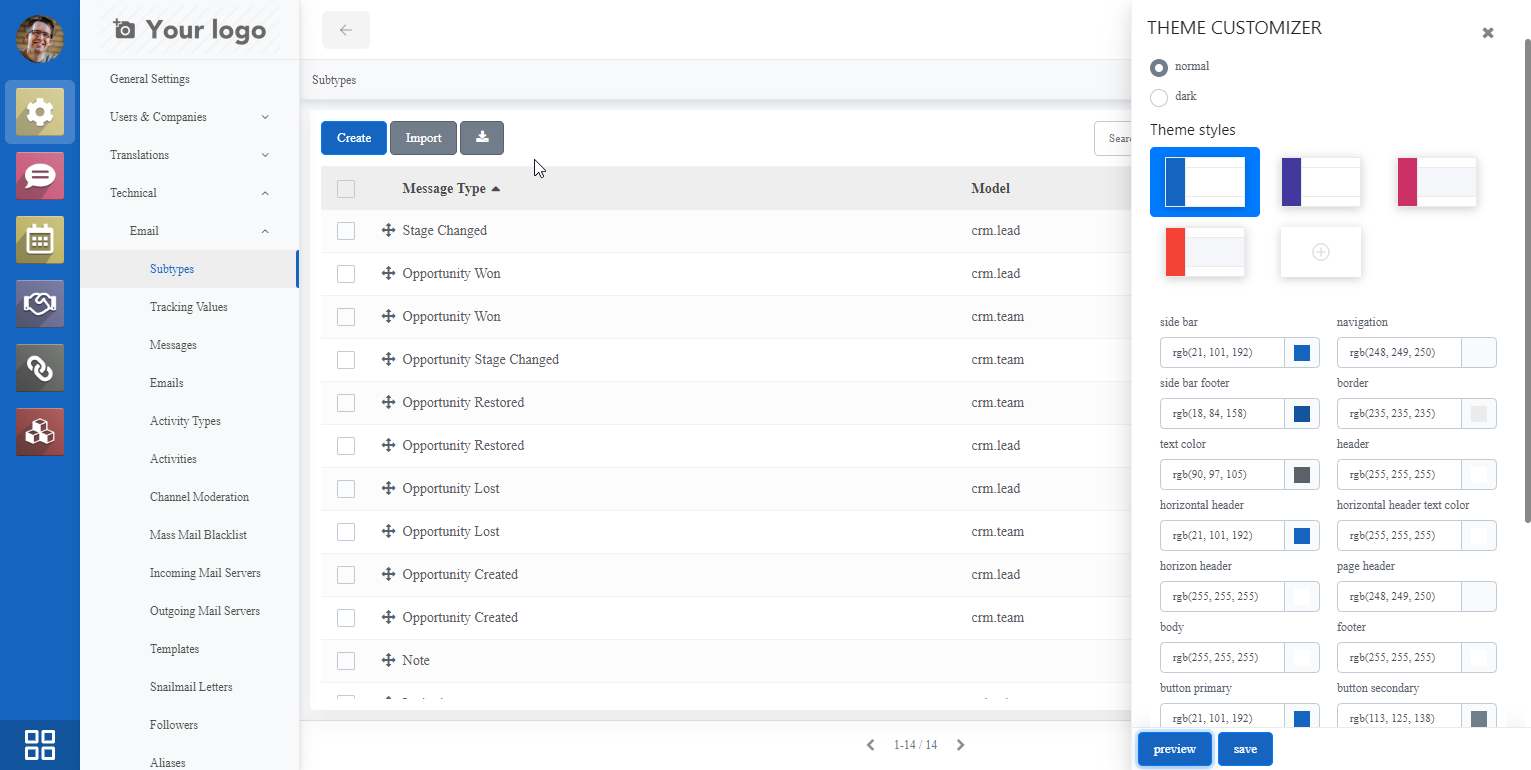 Your logo
General Settings
Users & Companies
Translations
Technical
Email
Subtypes
Tracking Values
Messages
Emails
Activity Types
Activities
Channel Moderation
Mass Mail Blacklist
Incoming Mail Servers
Outgoing Mail Servers
Templates
Snailmail Letters
Followers
Aliases
Subtypes
Create Import
Message Type Model
Stage Changed crm.lead
Opportunity Won crm.lead
Opportunity Won crm.team
Opportunity Stage Changed crm.team
Opportunity Restored crm.team
Opportunity Restored crm.lead
Opportunity Lost crm.lead
Opportunity Lost crm.team
Opportunity Created crm.lead
Opportunity Created crm.team
Note
1-14 / 14
THEME CUSTOMIZER
normal
dark
Theme styles
side bar navigation
rgb(21, 101, 192) rgb(248, 249, 250)
side bar footer border
rgb(18, 84, 158) rgb(235, 235, 235)
text color header
rgb(90, 97, 105) rgb(255, 255, 255)
horizontal header horizontal header text color
rgb(21, 101, 192) rgb(255, 255, 255)
horizon header page header
rgb(255, 255, 255) rgb(248, 249, 250)
body footer
rgb(255, 255, 255) rgb(255, 255, 255)
button primary button secondary
rgb(21, 101, 192) rgb(113, 125, 138)
preview save